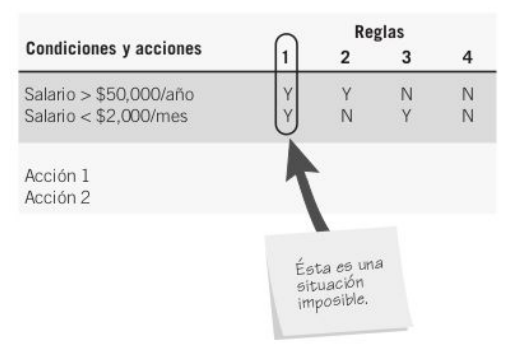 Reglas
Condiciones y acciones 1 2 3 4
Salario > $50,000/año Y Y N N
Salario < $2,000/mes Y N Y N
Acción 1
Acción 2
Ésta es una
situación
imposible.